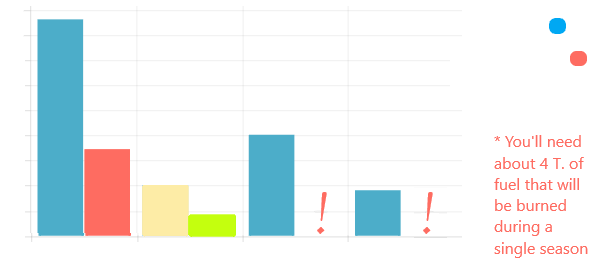 !
!
* You'll need
about 4 T. of
fuel that will
be burned
during a
single season